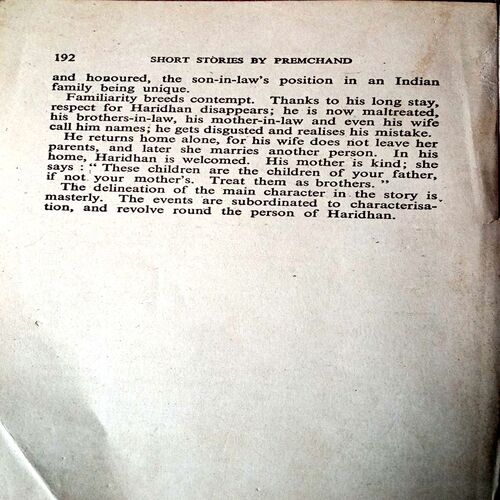 192 SHORT STORIES BY PREMCHAND
and honoured, the son-in-law's position in an Indian
family being unique.
Familiarity breeds contempt. Thanks to his long stay,
respect for Haridhan disappears; he is now maltreated,
his brothers-in-law, his mother-in-law and even his wife
call him names; he gets disgusted and realises his mistake.
He returns home alone, for his wife does not leave her
parents, and later she marries another person. In his
home, Haridhan is welcomed. His mother is kind; she
says : “ These children are the children of your father,
if not your mother's. Treat them as brothers. ”
The delineation of the main character in the story is
masterly. The events are subordinated to characterisa-
tion, and revolve round the person of Haridhan.